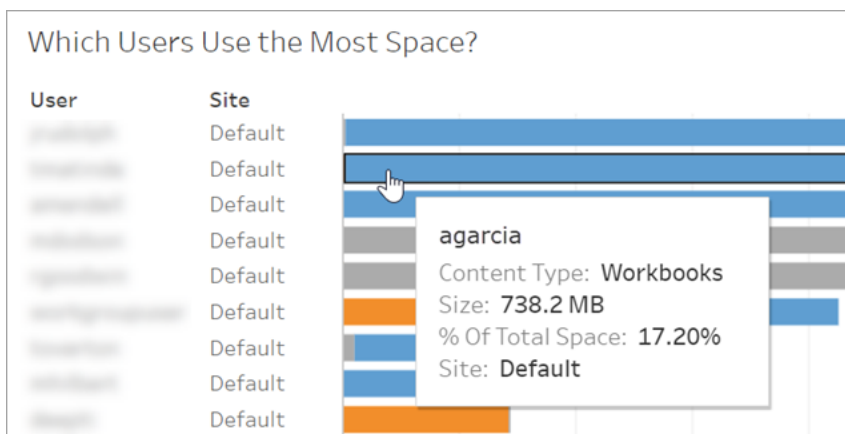 Which Users Use the Most Space?
User Site
Default
Default
Default
Default
Default
Default
Default
Default
Default
agarcia
Content Type: Workbooks
Size: 738.2 MB
% Of Total Space: 17.20%
Site: Default